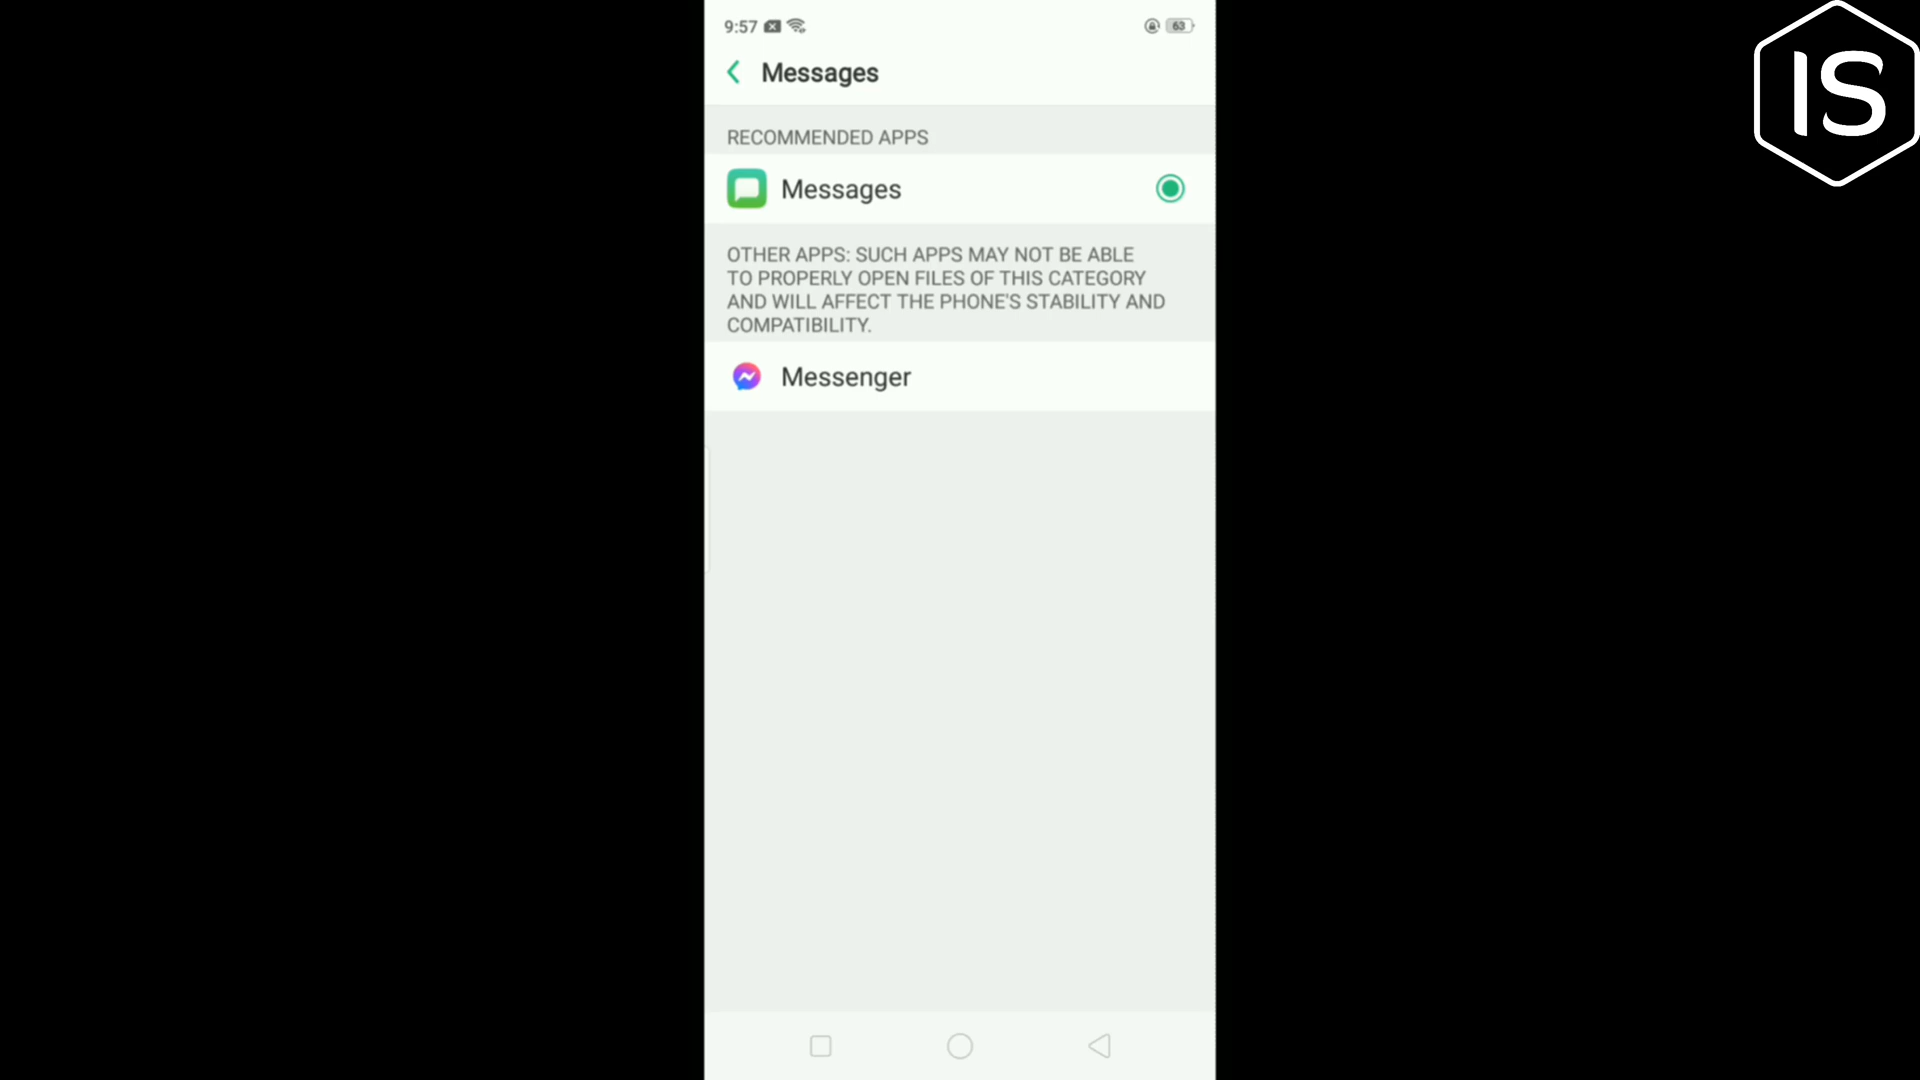 9:57
63
IS
Messages
RECOMMENDED APPS
Messages
OTHER APPS: SUCH APPS MAY NOT BE ABLE
TO PROPERLY OPEN FILES OF THIS CATEGORY
AND WILL AFFECT THE PHONE'S STABILITY AND
COMPATIBILITY.
Messenger